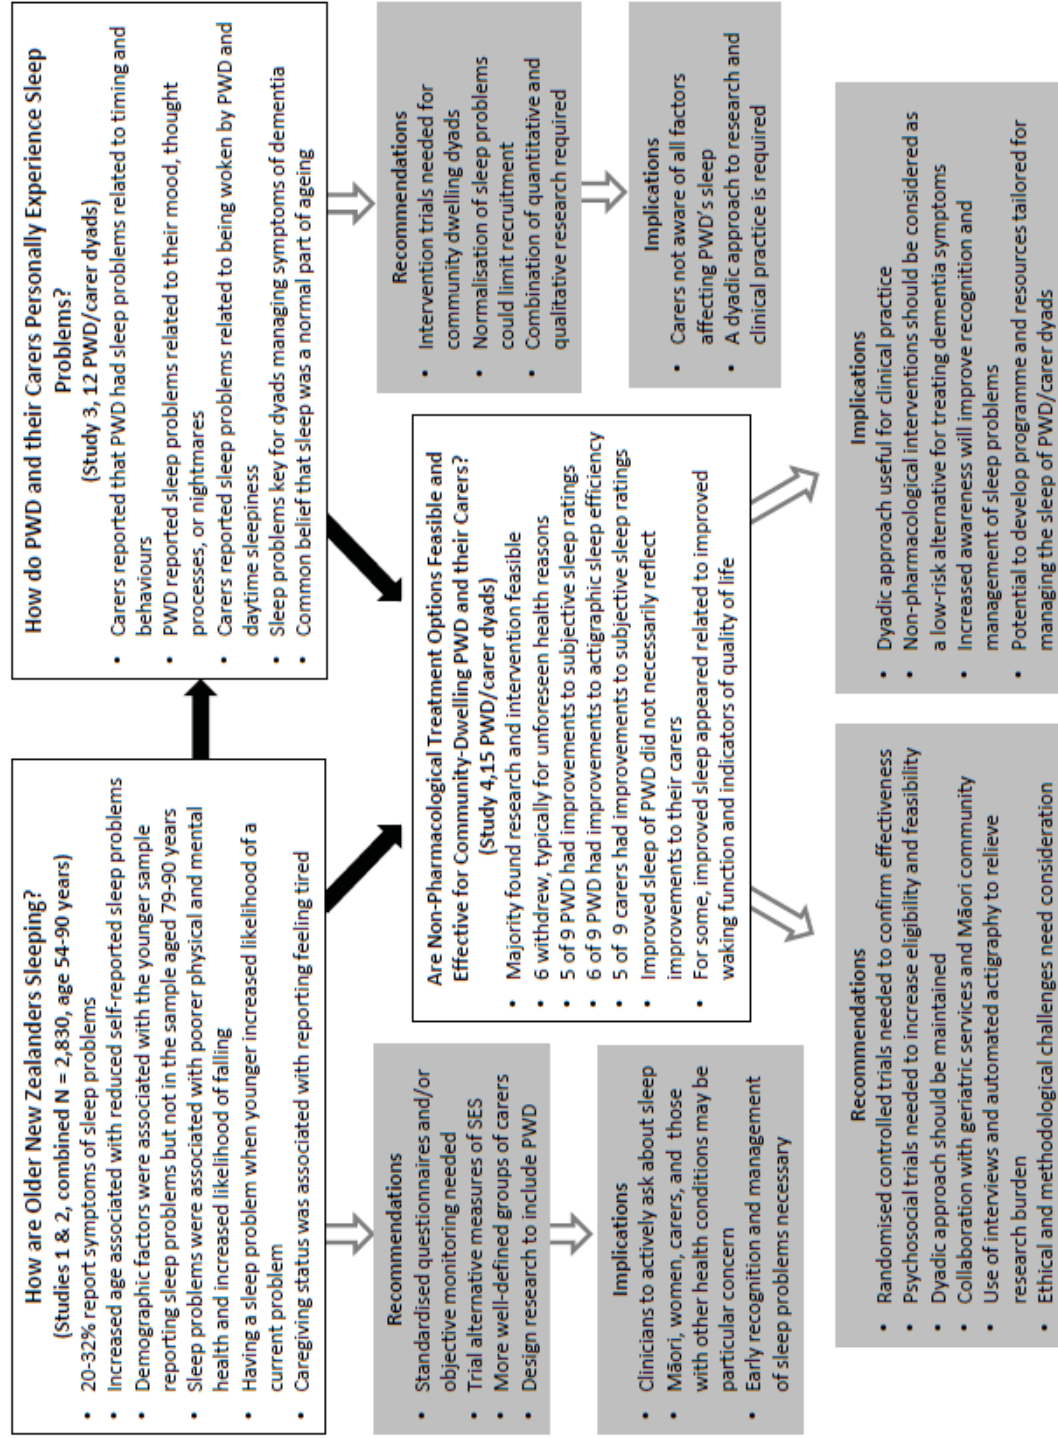 How are Older New Zealanders Sleeping?
(Studies 1 & 2, combined N = 2,830, age 54-90 years)
• 20-32% report symptoms of sleep problems
• Increased age associated with reduced self-reported sleep problems
• Demographic factors were associated with the younger sample
reporting sleep problems but not in the sample aged 79-90 years
• Sleep problems were associated with poorer physical and mental
health and increased likelihood of falling
• Having a sleep problem when younger increased likelihood of a
current problem
• Caregiving status was associated with reporting feeling tired
How do PWD and their Carers Personally Experience Sleep
Problems?
(Study 3, 12 PWD/carer dyads)
• Carers reported that PWD had sleep problems related to timing and
behaviours
• PWD reported sleep problems related to their mood, thought
processes, or nightmares
• Carers reported sleep problems related to being woken by PWD and
daytime sleepiness
• Sleep problems key for dyads managing symptoms of dementia
• Common belief that sleep was a normal part of ageing
Recommendations
• Standardised questionnaires and/or
objective monitoring needed
• Trial alternative measures of SES
• More well-defined groups of carers
• Design research to include PWD
Implications
• Clinicians to actively ask about sleep
• Māori, women, carers, and those
with other health conditions may be
particular concern
• Early recognition and management
of sleep problems necessary
Are Non-Pharmacological Treatment Options Feasible and
Effective for Community-Dwelling PWD and their Carers?
(Study 4,15 PWD/carer dyads)
• Majority found research and intervention feasible
• 6 withdrew, typically for unforeseen health reasons
• 5 of 9 PWD had improvements to subjective sleep ratings
• 6 of 9 PWD had improvements to actigraphic sleep efficiency
• 5 of 9 carers had improvements to subjective sleep ratings
• Improved sleep of PWD did not necessarily reflect
improvements to their carers
• For some, improved sleep appeared related to improved
waking function and indicators of quality of life
Recommendations
• Intervention trials needed for
community dwelling dyads
• Normalisation of sleep problems
could limit recruitment
• Combination of quantitative and
qualitative research required
Implications
• Carers not aware of all factors
affecting PWD's sleep
• A dyadic approach to research and
clinical practice is required
Recommendations
• Randomised controlled trials needed to confirm effectiveness
• Psychosocial trials needed to increase eligibility and feasibility
• Dyadic approach should be maintained
• Collaboration with geriatric services and Māori community
• Use of interviews and automated actigraphy to relieve
research burden
• Ethical and methodological challenges need consideration
Implications
• Dyadic approach useful for clinical practice
• Non-pharmacological interventions should be considered as
a low-risk alternative for treating dementia symptoms
• Increased awareness will improve recognition and
management of sleep problems
• Potential to develop programme and resources tailored for
managing the sleep of PWD/carer dyads